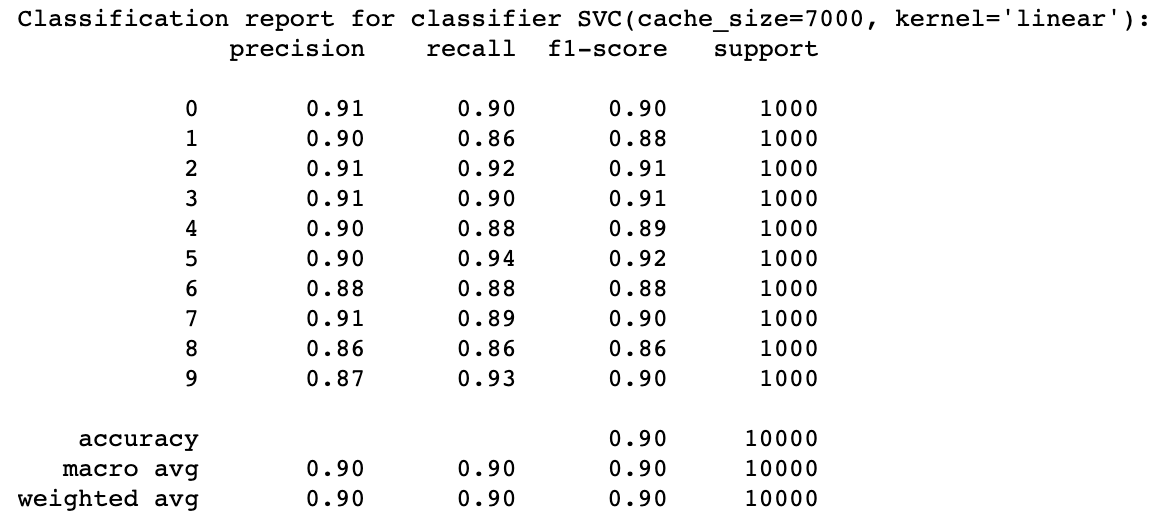 Classification report for classifier SVC(cache_size=7000, kernel='linear'):
precision recall f1-score support
0 0.91 0.90 0.90 1000
1 0.90 0.86 0.88 1000
2 0.91 0.92 0.91 1000
3 0.91 0.90 0.91 1000
4 0.90 0.88 0.89 1000
5 0.90 0.94 0.92 1000
6 0.88 0.88 0.88 1000
7 0.91 0.89 0.90 1000
8 0.86 0.86 0.86 1000
9 0.87 0.93 0.90 1000
accuracy 0.90 10000
macro avg 0.90 0.90 0.90 10000
weighted avg 0.90 0.90 0.90 10000